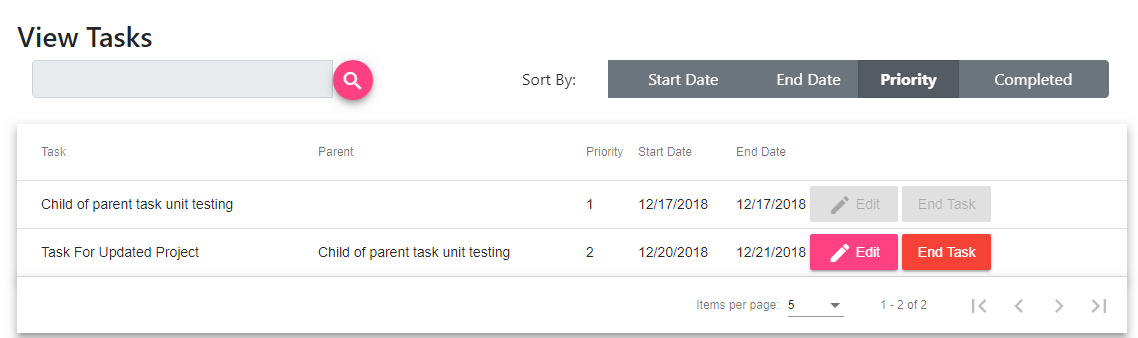 View Tasks
Sort By: Start Date End Date Priority Completed
Task Parent Priority Start Date End Date
Child of parent task unit testing 1 12/17/2018 12/17/2018 Edit End Task
Task For Updated Project Child of parent task unit testing 2 12/20/2018 12/21/2018 Edit End Task
Items per page: 5 1 - 2 of 2